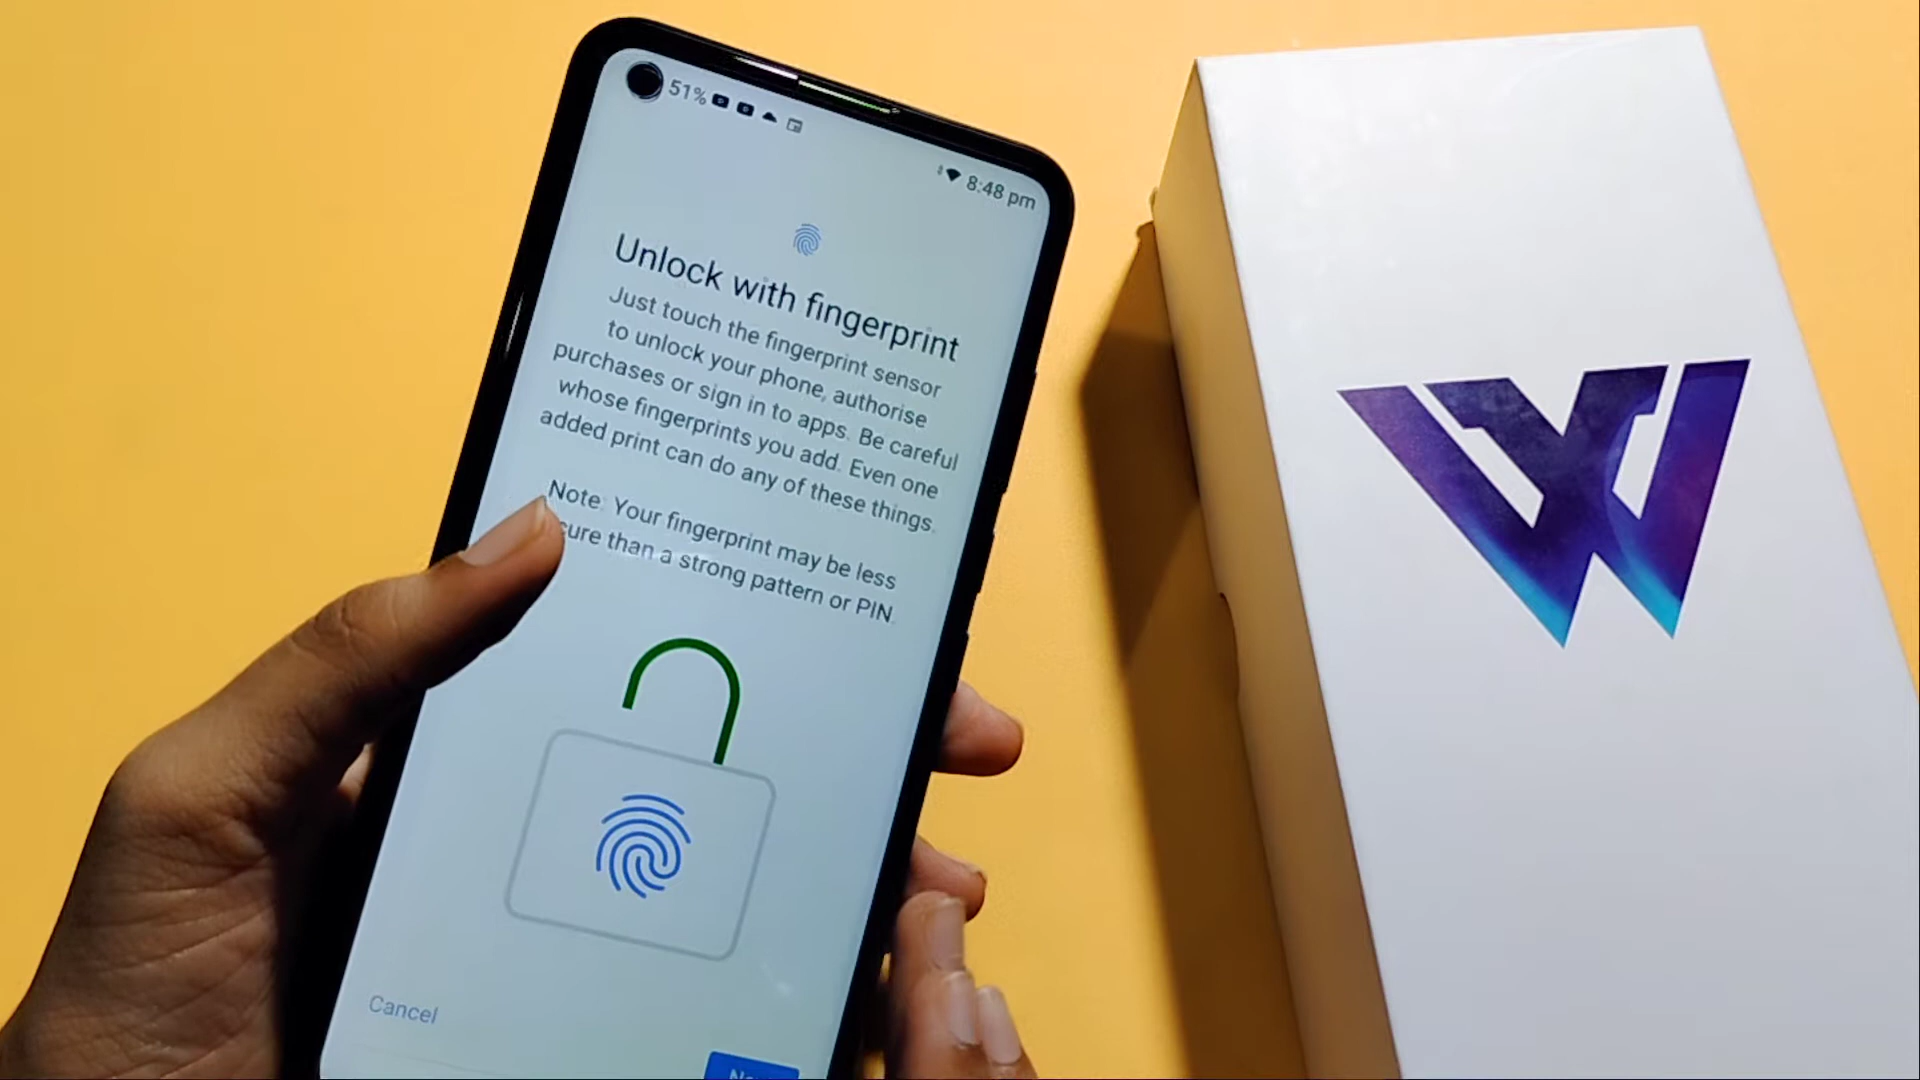 51%
8:48 pm
Unlock with fingerprint
Just touch the fingerprint sensor
to unlock your phone, authorise
purchases or sign in to apps. Be careful
whose fingerprints you add. Even one
added print can do any of these things.
Note: Your fingerprint may be less
cure than a strong pattern or PIN.
Cancel
W